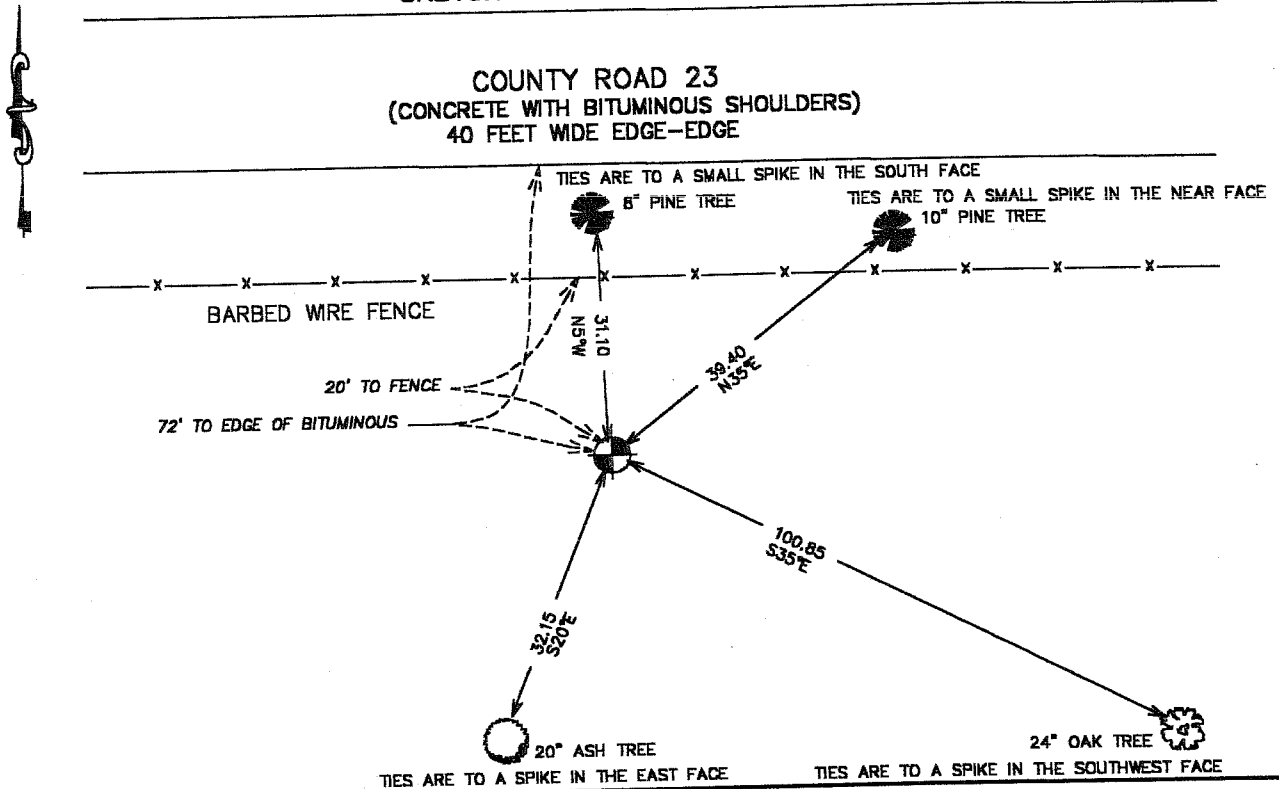 COUNTY ROAD 23
(CONCRETE WITH BITUMINOUS SHOULDERS)
40 FEET WIDE EDGE-EDGE
TIES ARE TO A SMALL SPIKE IN THE SOUTH FACE
8" PINE TREE
TIES ARE TO A SMALL SPIKE IN THE NEAR FACE
10" PINE TREE
BARBED WIRE FENCE
31.10
N5°W
39.40
N35°E
20' TO FENCE
72' TO EDGE OF BITUMINOUS
100.85
S35°E
32.15
S20°E
20" ASH TREE
TIES ARE TO A SPIKE IN THE EAST FACE
24" OAK TREE
TIES ARE TO A SPIKE IN THE SOUTHWEST FACE